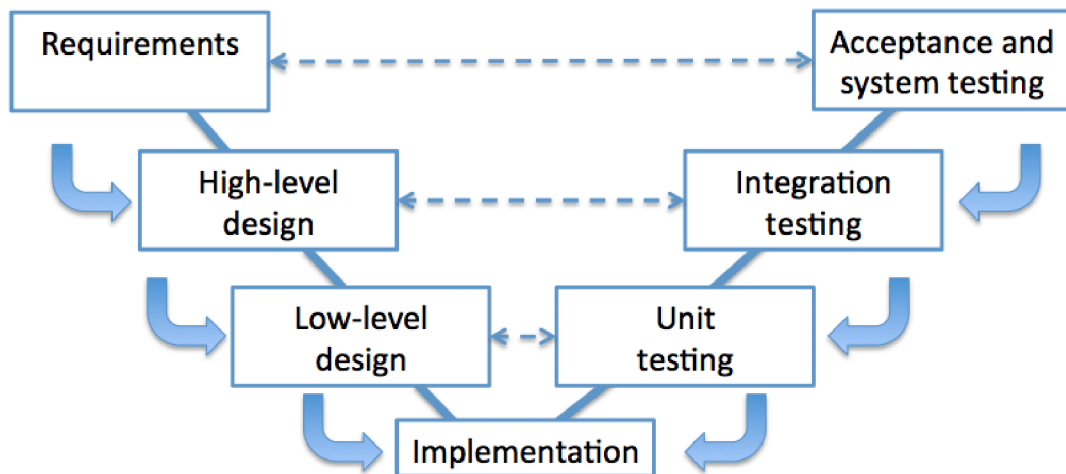 Requirements
Acceptance and
system testing
High-level
design
Integration
testing
Low-level
design
Unit
testing
Implementation